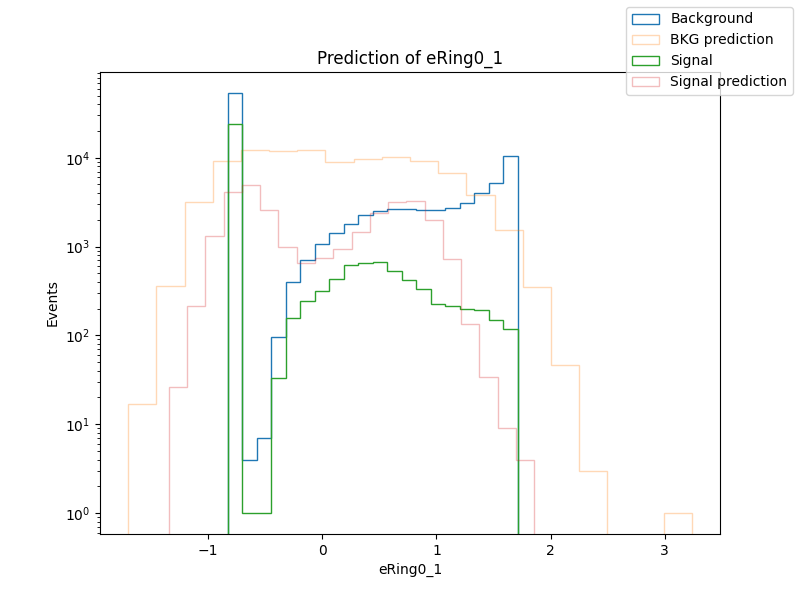 Prediction of eRing0_1
Background
BKG prediction
Signal
Signal prediction
Events
10⁴
10³
10²
10¹
10⁰
−1
0
1
2
3
eRing0_1